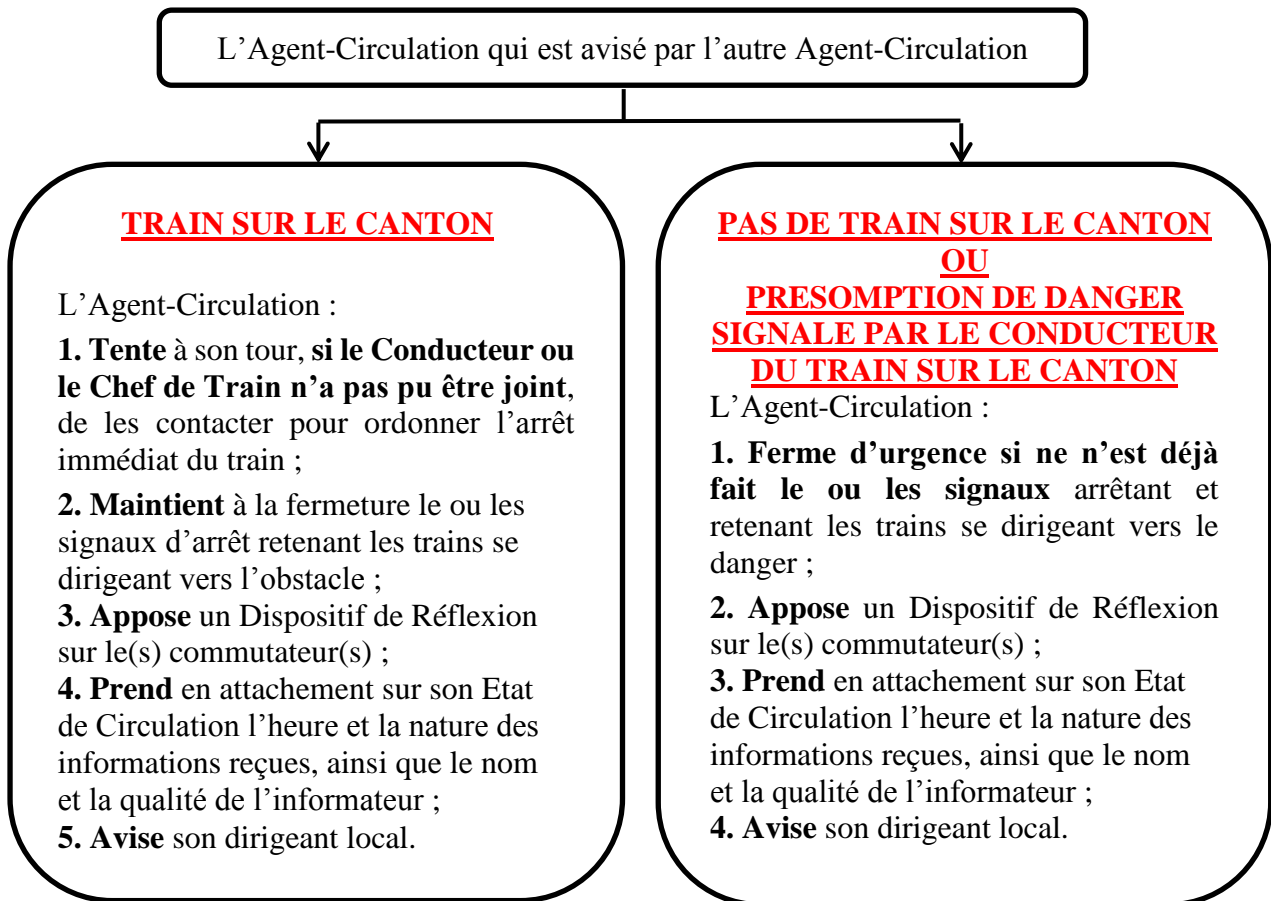 L’Agent-Circulation qui est avisé par l’autre Agent-Circulation
TRAIN SUR LE CANTON
L’Agent-Circulation :
1. Tente à son tour, si le Conducteur ou
le Chef de Train n’a pas pu être joint,
de les contacter pour ordonner l’arrêt
immédiat du train ;
2. Maintient à la fermeture le ou les
signaux d’arrêt retenant les trains se
dirigeant vers l’obstacle ;
3. Appose un Dispositif de Réflexion
sur le(s) commutateur(s) ;
4. Prend en attachement sur son Etat
de Circulation l’heure et la nature des
informations reçues, ainsi que le nom
et la qualité de l’informateur ;
5. Avise son dirigeant local.
PAS DE TRAIN SUR LE CANTON
OU
PRESOMPTION DE DANGER
SIGNALE PAR LE CONDUCTEUR
DU TRAIN SUR LE CANTON
L’Agent-Circulation :
1. Ferme d’urgence si ne n’est déjà
fait le ou les signaux arrêtant et
retenant les trains se dirigeant vers le
danger ;
2. Appose un Dispositif de Réflexion
sur le(s) commutateur(s) ;
3. Prend en attachement sur son Etat
de Circulation l’heure et la nature des
informations reçues, ainsi que le nom
et la qualité de l’informateur ;
4. Avise son dirigeant local.